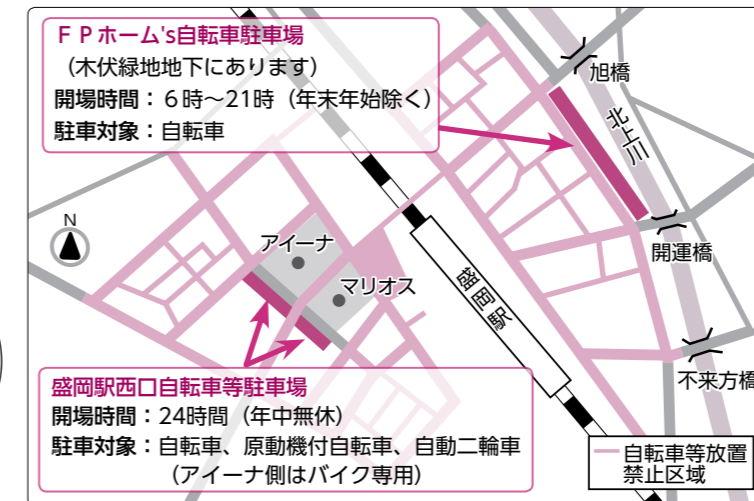 ＦＰホーム's自転車駐車場
（木伏緑地地下にあります）
開場時間：６時～21時（年末年始除く）
駐車対象：自転車
旭橋
北上川
N
アイーナ
マリオス
盛岡駅
開運橋
不来方橋
盛岡駅西口自転車等駐車場
開場時間：24時間（年中無休）
駐車対象：自転車、原動機付自転車、自動二輪車
（アイーナ側はバイク専用）
自転車等放置
禁止区域